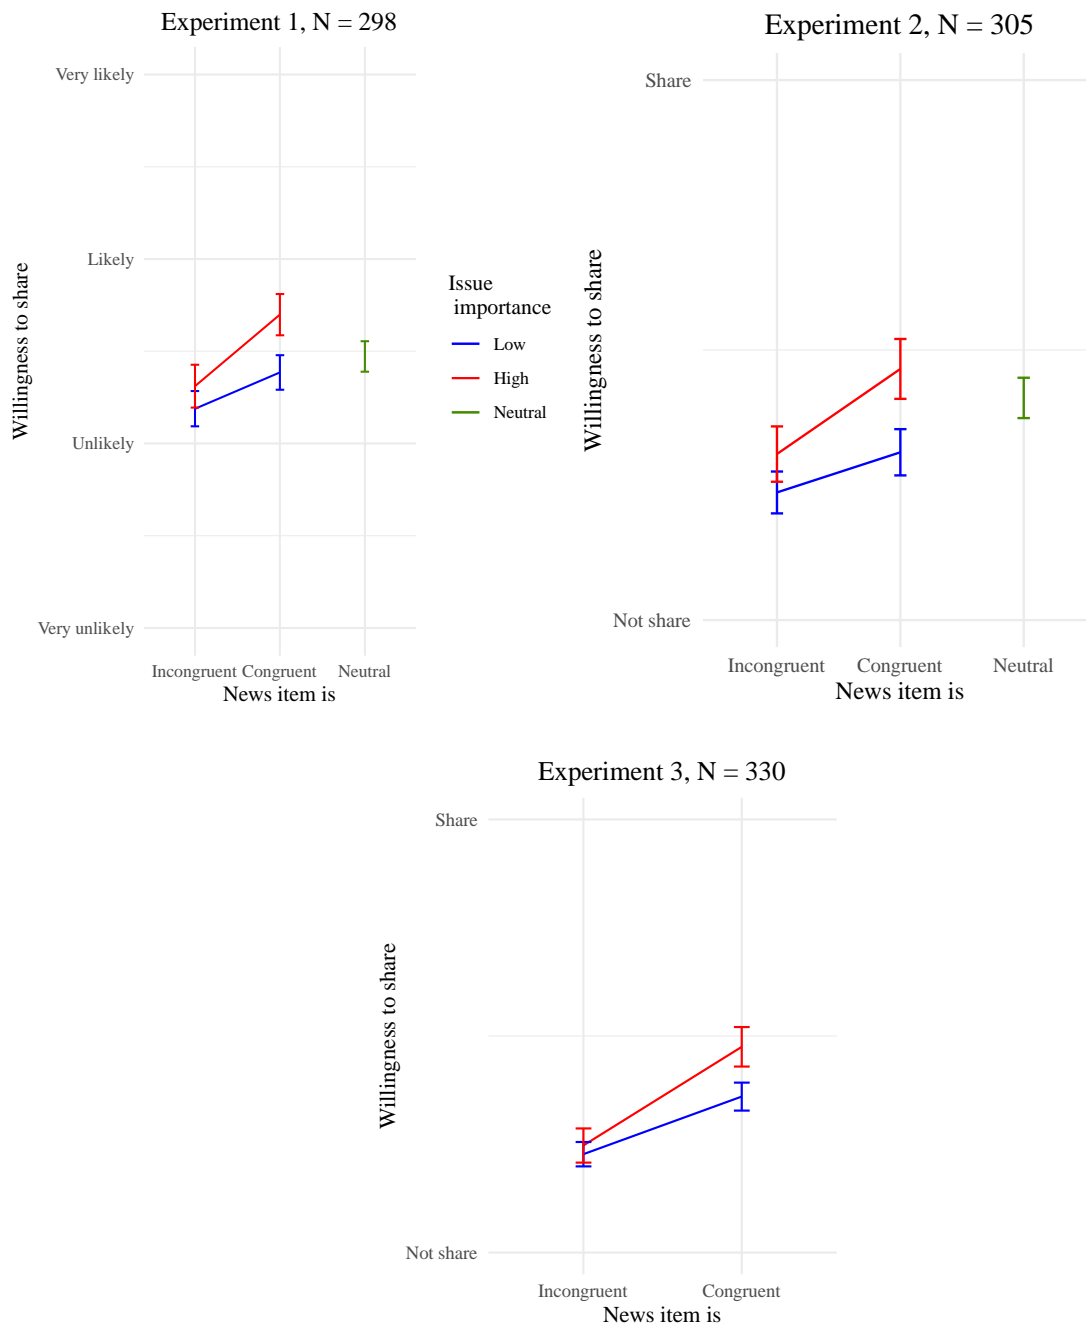 Experiment 1, N = 298
Very likely
Likely
Unlikely
Very unlikely
Willingness to share
Incongruent Congruent Neutral
News item is
Issue
importance
Low
High
Neutral
Experiment 2, N = 305
Share
Not share
Willingness to share
Incongruent Congruent Neutral
News item is
Experiment 3, N = 330
Share
Not share
Willingness to share
Incongruent Congruent
News item is